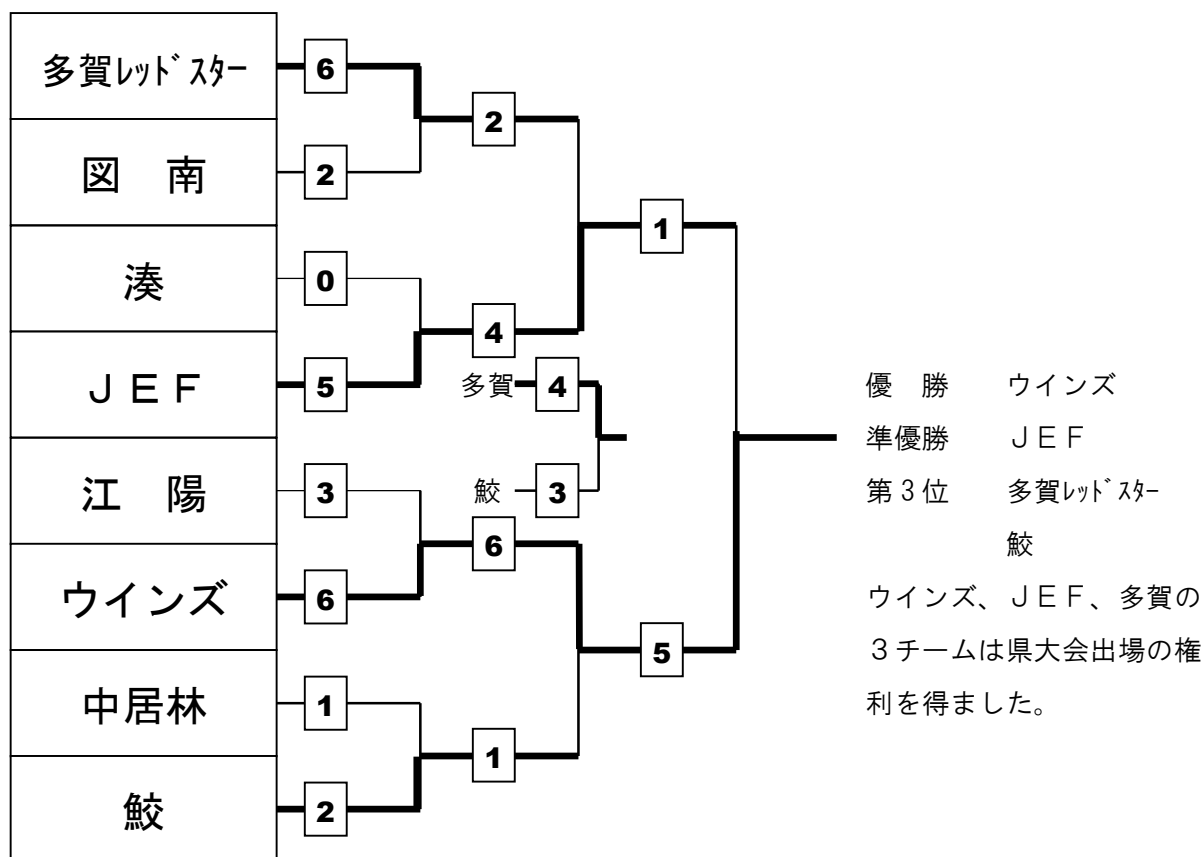 多賀ﾚｯﾄﾞｽﾀｰ
6
2
図　南
2
1
湊
0
4
ＪＥＦ
5
多賀
4
江　陽
3
鮫
3
6
ウインズ
6
5
中居林
1
1
鮫
2
優　勝　　ウインズ
準優勝　　ＪＥＦ
第３位　　多賀ﾚｯﾄﾞｽﾀｰ
鮫
ウインズ、ＪＥＦ、多賀の
３チームは県大会出場の権
利を得ました。